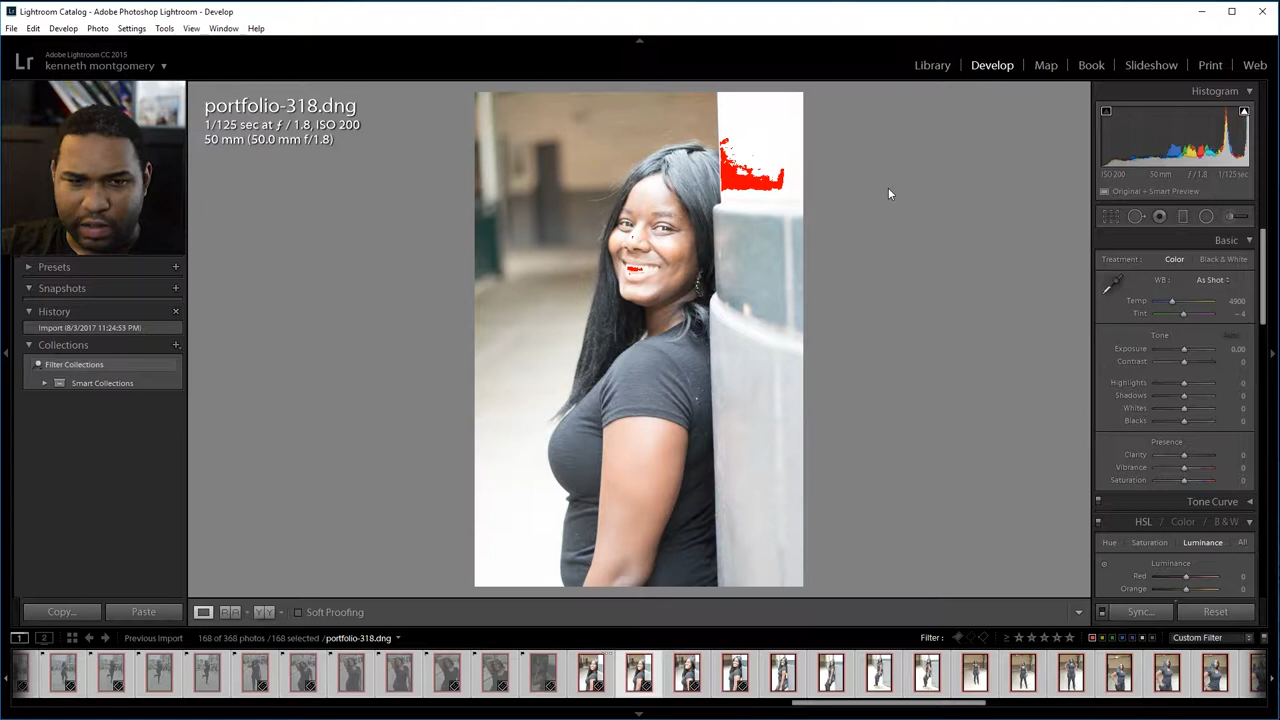 Lightroom Catalog - Adobe Photoshop Lightroom - Develop
File Edit Develop Photo Settings Tools View Window Help
Lr
Adobe Lightroom CC 2015
kenneth montgomery
Library Develop Map Book Slideshow Print Web
portfolio-318.dng
1/125 sec at ƒ / 1.8, ISO 200
50 mm (50.0 mm f/1.8)
Histogram
ISO 200 50 mm ƒ / 1.8 1/125 sec
Original + Smart Preview
Basic
Treatment : Color Black & White
WB : As Shot
Temp 4900
Tint – 4
Tone Auto
Exposure 0.00
Contrast 0
Highlights 0
Shadows 0
Whites 0
Blacks 0
Presence
Clarity 0
Vibrance 0
Saturation 0
Tone Curve
HSL / Color / B & W
Hue Saturation Luminance All
Luminance
Red 0
Orange 0
Sync... Reset
Presets
Snapshots
History
Import (8/3/2017 11:24:53 PM)
Collections
Filter Collections
Smart Collections
Copy... Paste
Soft Proofing
1 2 Previous Import 168 of 368 photos / 168 selected / portfolio-318.dng
Filter : Custom Filter